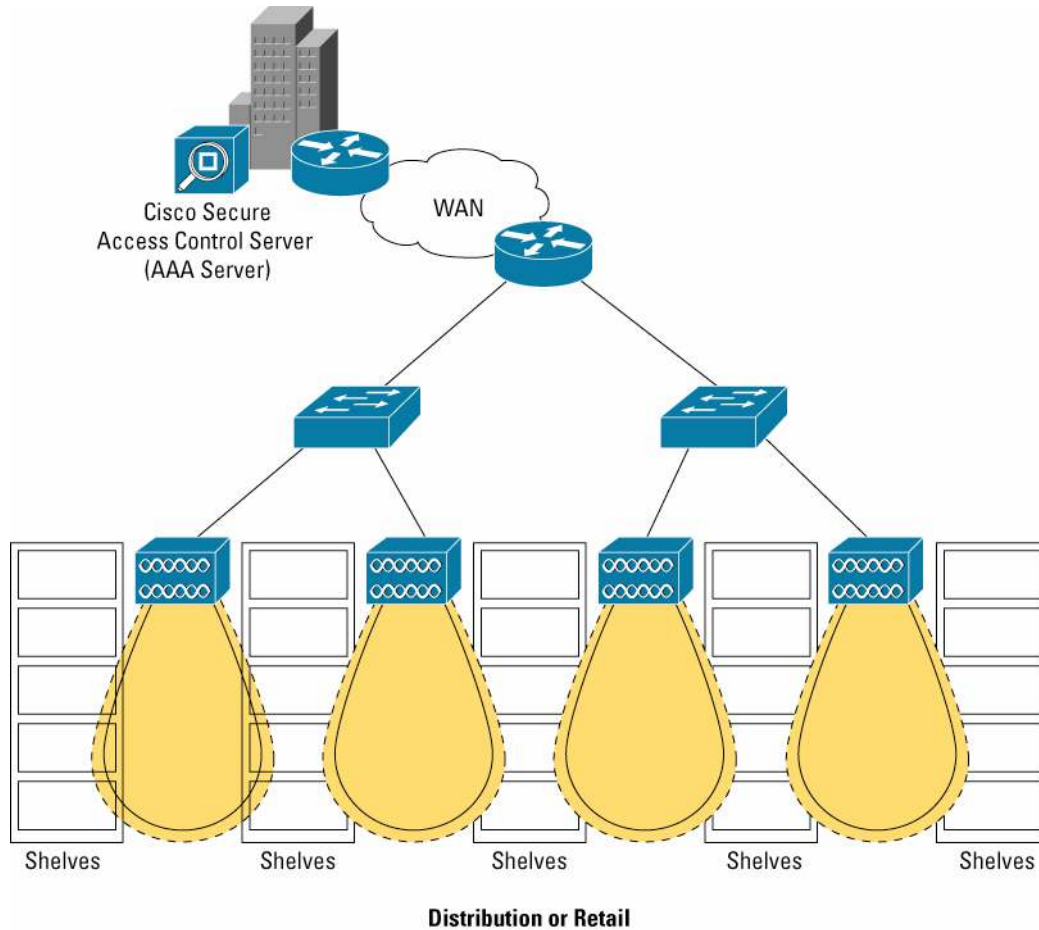 Cisco Secure
Access Control Server
(AAA Server)
WAN
Shelves
Shelves
Shelves
Shelves
Shelves
Distribution or Retail